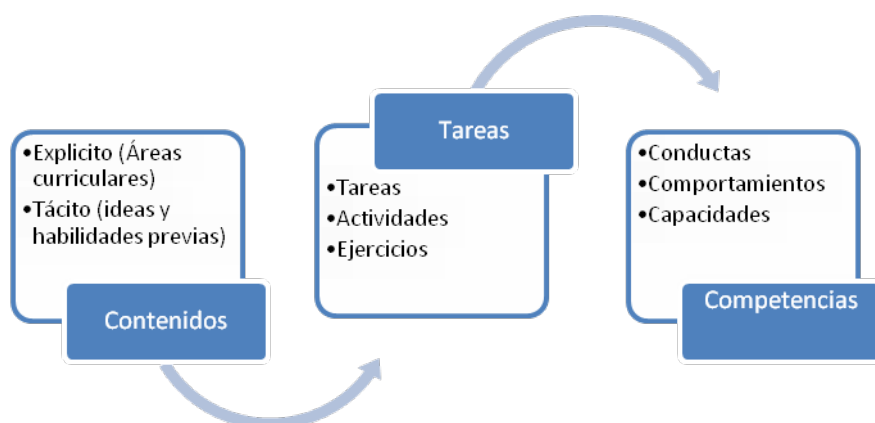 •Explicito (Áreas
curriculares)
•Tácito (ideas y
habilidades previas)
Contenidos
Tareas
•Tareas
•Actividades
•Ejercicios
•Conductas
•Comportamientos
•Capacidades
Competencias